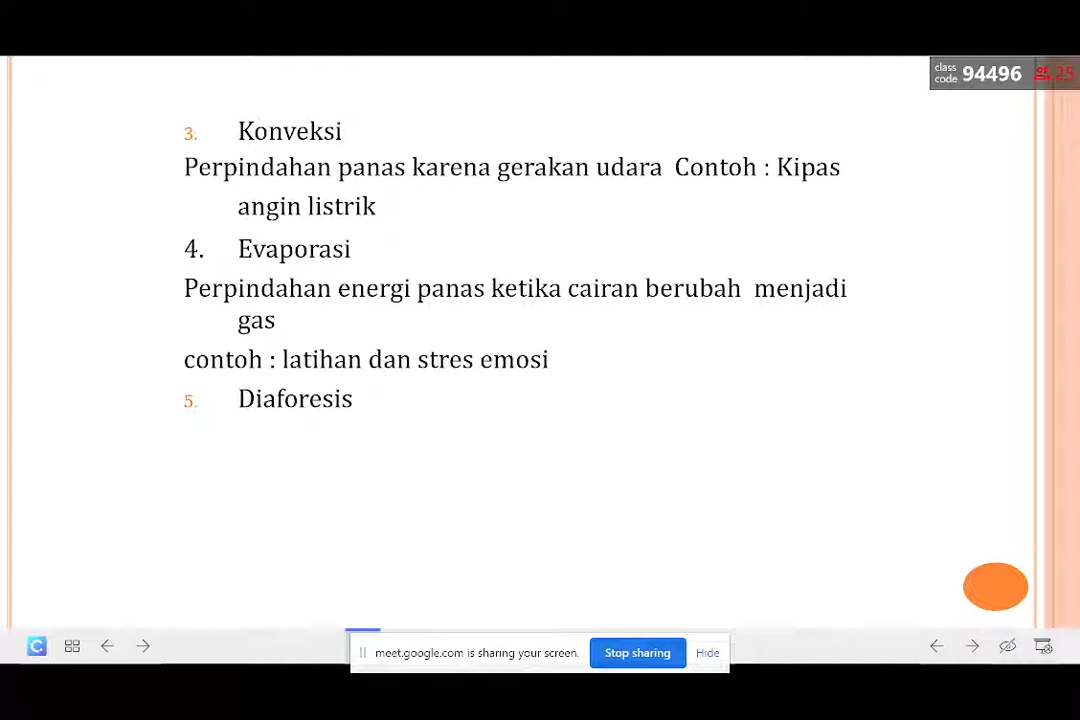 class
code 94496 25
3. Konveksi
Perpindahan panas karena gerakan udara Contoh : Kipas
angin listrik
4. Evaporasi
Perpindahan energi panas ketika cairan berubah menjadi
gas
contoh : latihan dan stres emosi
5. Diaforesis
meet.google.com is sharing your screen. Stop sharing Hide